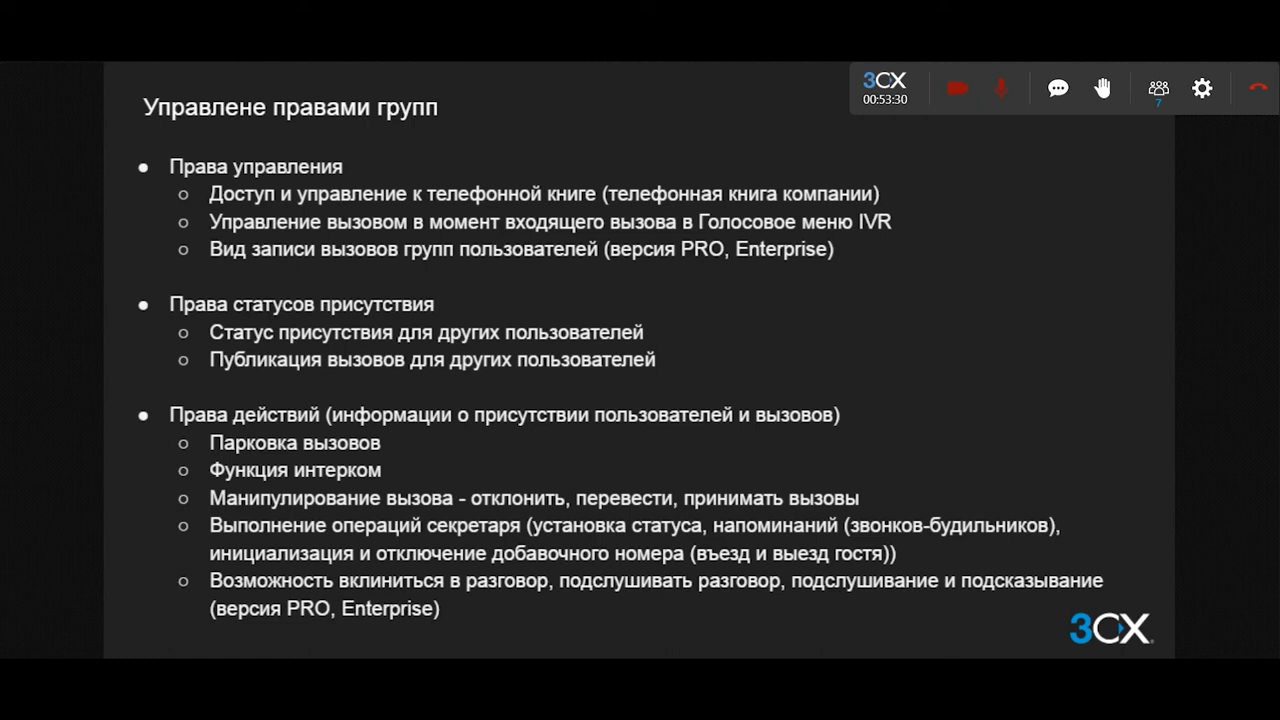 3CX
00:53:30
7
Управлене правами групп
● Права управления
○ Доступ и управление к телефонной книге (телефонная книга компании)
○ Управление вызовом в момент входящего вызова в Голосовое меню IVR
○ Вид записи вызовов групп пользователей (версия PRO, Enterprise)
● Права статусов присутствия
○ Статус присутствия для других пользователей
○ Публикация вызовов для других пользователей
● Права действий (информации о присутствии пользователей и вызовов)
○ Парковка вызовов
○ Функция интерком
○ Манипулирование вызова - отклонить, перевести, принимать вызовы
○ Выполнение операций секретаря (установка статуса, напоминаний (звонков-будильников),
инициализация и отключение добавочного номера (въезд и выезд гостя))
○ Возможность вклиниться в разговор, подслушивать разговор, подслушивание и подсказывание
(версия PRO, Enterprise)
3CX